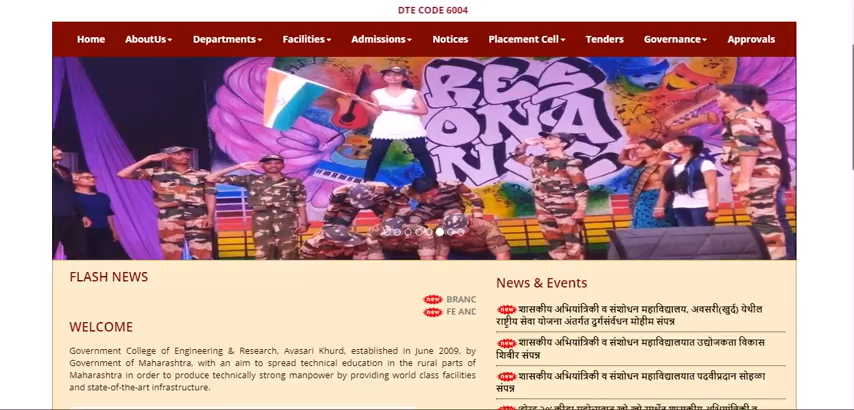 DTE CODE 6004
Home AboutUs Departments Facilities Admissions Notices Placement Cell Tenders Governance Approvals
RES
ONA
NC
FLASH NEWS
new BRANC
new FE AND
WELCOME
Government College of Engineering & Research, Avasari Khurd, established in June 2009, by
Government of Maharashtra, with an aim to spread technical education in the rural parts of
Maharashtra in order to produce technically strong manpower by providing world class facilities
and state-of-the-art infrastructure.
News & Events
new शासकीय अभियांत्रिकी व संशोधन महाविद्यालय, अवसरी(खुर्द) येथील
राष्ट्रीय सेवा योजना अंतर्गत दुर्गसंर्वधन मोहीम संपन्न
new शासकीय अभियांत्रिकी व संशोधन महाविद्यालयात उद्योजकता विकास
शिबीर संपन्न
new शासकीय अभियांत्रिकी व संशोधन महाविद्यालयात पदवीप्रदान सोहळा
संपन्न
new